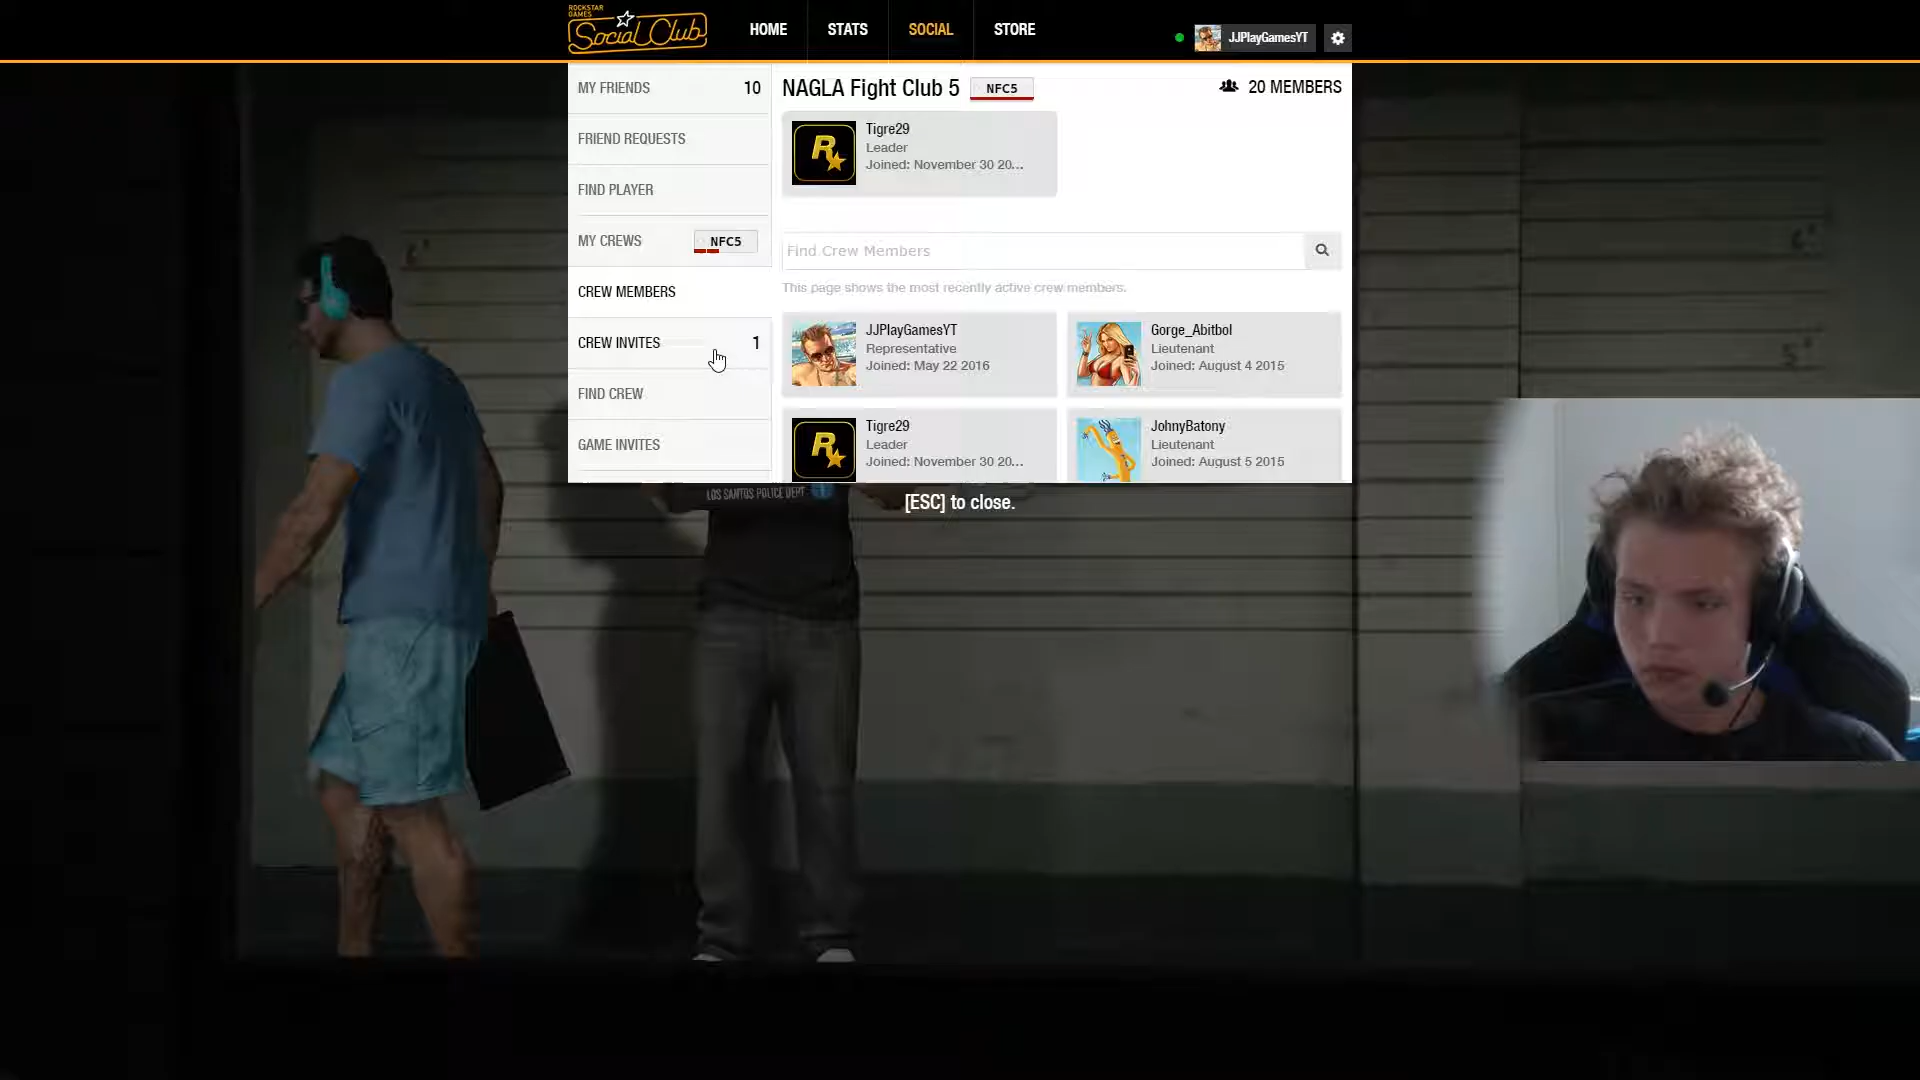 ROCKSTAR
GAMES
Social Club
HOME
STATS
SOCIAL
STORE
JJPlayGamesYT
MY FRIENDS 10
FRIEND REQUESTS
FIND PLAYER
MY CREWS NFC5
CREW MEMBERS
CREW INVITES 1
FIND CREW
GAME INVITES
NAGLA Fight Club 5 NFC5
20 MEMBERS
Tigre29
Leader
Joined: November 30 20...
Find Crew Members
This page shows the most recently active crew members.
JJPlayGamesYT
Representative
Joined: May 22 2016
Gorge_Abitbol
Lieutenant
Joined: August 4 2015
Tigre29
Leader
Joined: November 30 20...
JohnyBatony
Lieutenant
Joined: August 5 2015
LOS SANTOS POLICE DEPT
[ESC] to close.